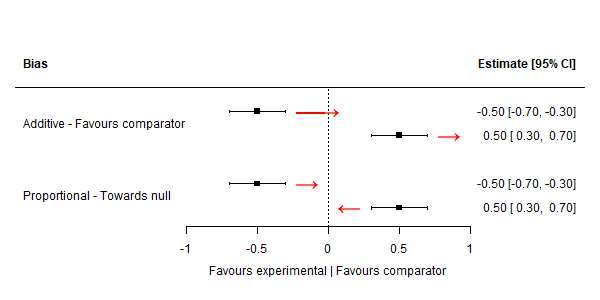 Bias Estimate [95% CI]
-0.50 [-0.70, -0.30]
Additive - Favours comparator
0.50 [ 0.30, 0.70]
-0.50 [-0.70, -0.30]
Proportional - Towards null
0.50 [ 0.30, 0.70]
-1 -0.5 0 0.5 1
Favours experimental | Favours comparator